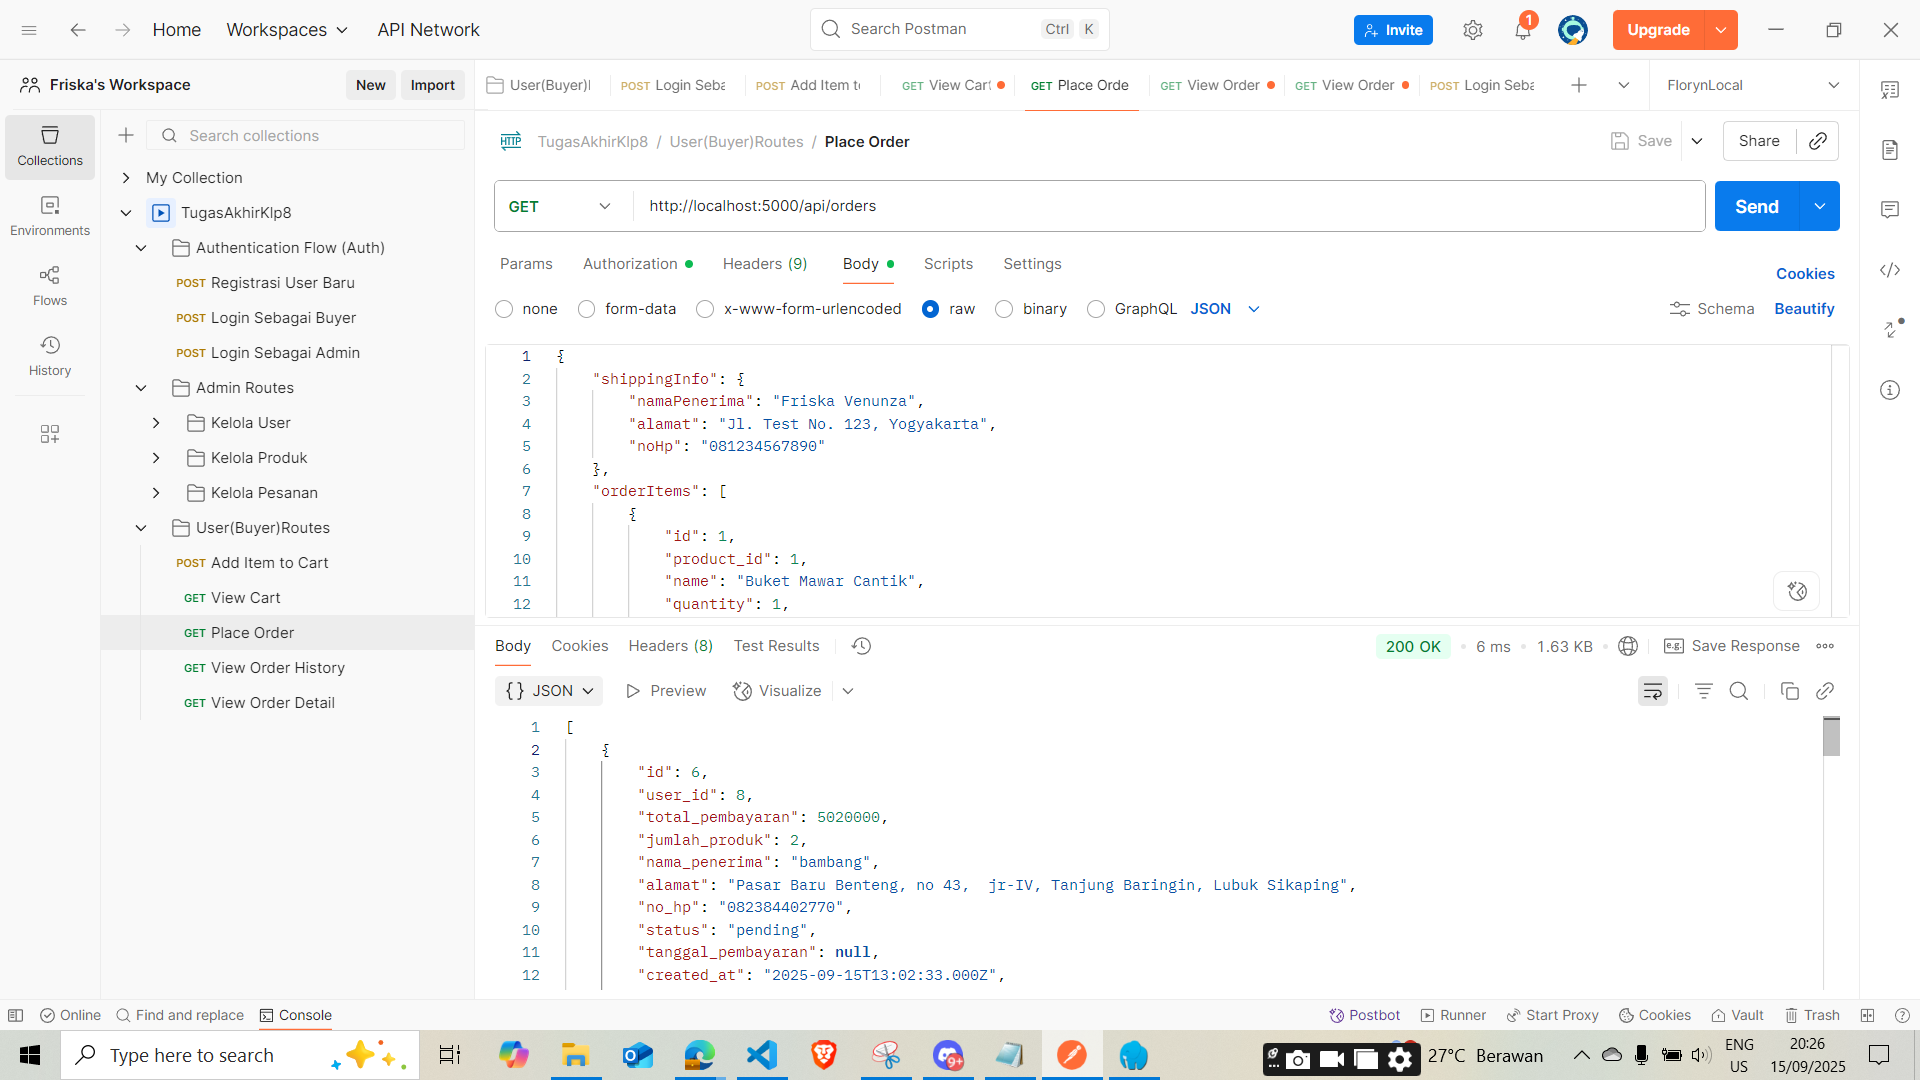 Home
Workspaces
API Network
Search Postman
Ctrl
K
Invite
1
Upgrade
Friska's Workspace
New
Import
User(Buyer)
POST Login Seba
POST Add Item to
GET View Cart
GET Place Orde
GET View Order
GET View Order
POST Login Seba
FlorynLocal
Collections
Environments
Flows
History
Search collections
My Collection
TugasAkhirKlp8
Authentication Flow (Auth)
POST Registrasi User Baru
POST Login Sebagai Buyer
POST Login Sebagai Admin
Admin Routes
Kelola User
Kelola Produk
Kelola Pesanan
User(Buyer)Routes
POST Add Item to Cart
GET View Cart
GET Place Order
GET View Order History
GET View Order Detail
HTTP
TugasAkhirKlp8 / User(Buyer)Routes / Place Order
Save
Share
GET
http://localhost:5000/api/orders
Send
Params
Authorization
Headers (9)
Body
Scripts
Settings
Cookies
none
form-data
x-www-form-urlencoded
raw
binary
GraphQL
JSON
Schema
Beautify
1 {
2 "shippingInfo": {
3 "namaPenerima": "Friska Venunza",
4 "alamat": "Jl. Test No. 123, Yogyakarta",
5 "noHp": "081234567890"
6 },
7 "orderItems": [
8 {
9 "id": 1,
10 "product_id": 1,
11 "name": "Buket Mawar Cantik",
12 "quantity": 1,
Body
Cookies
Headers (8)
Test Results
200 OK
6 ms
1.63 KB
e.g.
Save Response
{} JSON
Preview
Visualize
1 [
2 {
3 "id": 6,
4 "user_id": 8,
5 "total_pembayaran": 5020000,
6 "jumlah_produk": 2,
7 "nama_penerima": "bambang",
8 "alamat": "Pasar Baru Benteng, no 43,  jr-IV, Tanjung Baringin, Lubuk Sikaping",
9 "no_hp": "082384402770",
10 "status": "pending",
11 "tanggal_pembayaran": null,
12 "created_at": "2025-09-15T13:02:33.000Z",
Online
Find and replace
Console
Postbot
Runner
Start Proxy
Cookies
Vault
Trash
Type here to search
9+
27°C Berawan
ENG
US
20:26
15/09/2025